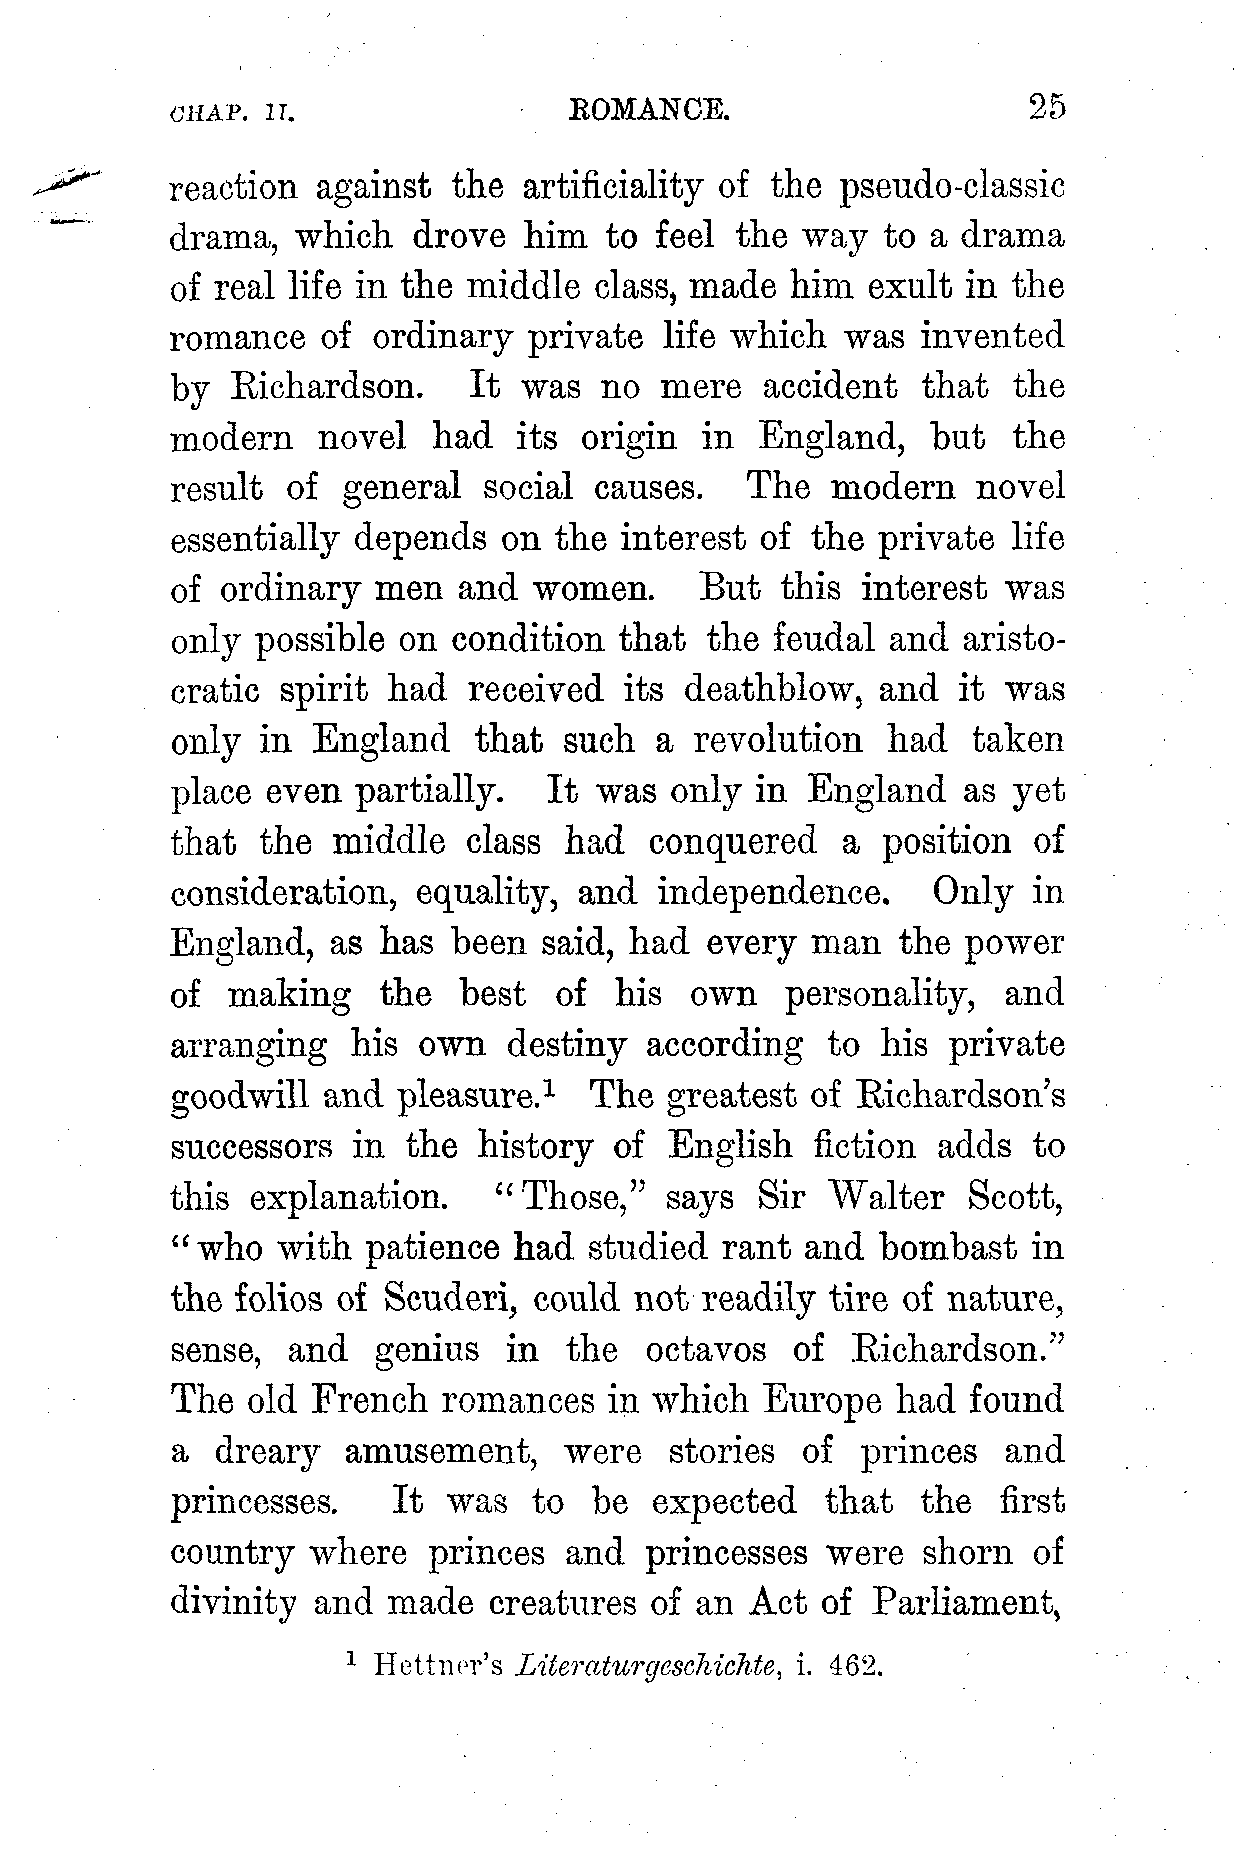 CHAP. II. ROMANCE. 25
reaction against the artificiality of the pseudo-classic
drama, which drove him to feel the way to a drama
of real life in the middle class, made him exult in the
romance of ordinary private life which was invented
by Richardson. It was no mere accident that the
modern novel had its origin in England, but the
result of general social causes. The modern novel
essentially depends on the interest of the private life
of ordinary men and women. But this interest was
only possible on condition that the feudal and aristo-
cratic spirit had received its deathblow, and it was
only in England that such a revolution had taken
place even partially. It was only in England as yet
that the middle class had conquered a position of
consideration, equality, and independence. Only in
England, as has been said, had every man the power
of making the best of his own personality, and
arranging his own destiny according to his private
goodwill and pleasure.¹ The greatest of Richardson's
successors in the history of English fiction adds to
this explanation. “Those,” says Sir Walter Scott,
“who with patience had studied rant and bombast in
the folios of Scuderi, could not readily tire of nature,
sense, and genius in the octavos of Richardson.”
The old French romances in which Europe had found
a dreary amusement, were stories of princes and
princesses. It was to be expected that the first
country where princes and princesses were shorn of
divinity and made creatures of an Act of Parliament,
¹ Hettner's Literaturgeschichte, i. 462.